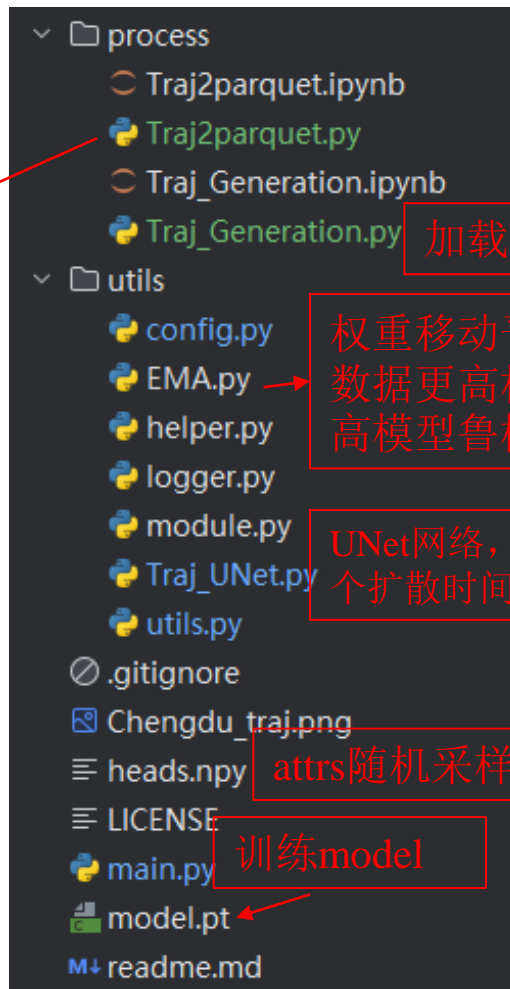 process
Traj2parquet.ipynb
Traj2parquet.py
Traj_Generation.ipynb
Traj_Generation.py
加载
utils
config.py
权重移动
EMA.py
数据更高
helper.py
高模型鲁
logger.py
module.py
UNet网络，
Traj_UNet.py
个扩散时间
utils.py
.gitignore
Chengdu_traj.png
heads.npy
attrs随机采样
LICENSE
main.py
训练model
model.pt
readme.md